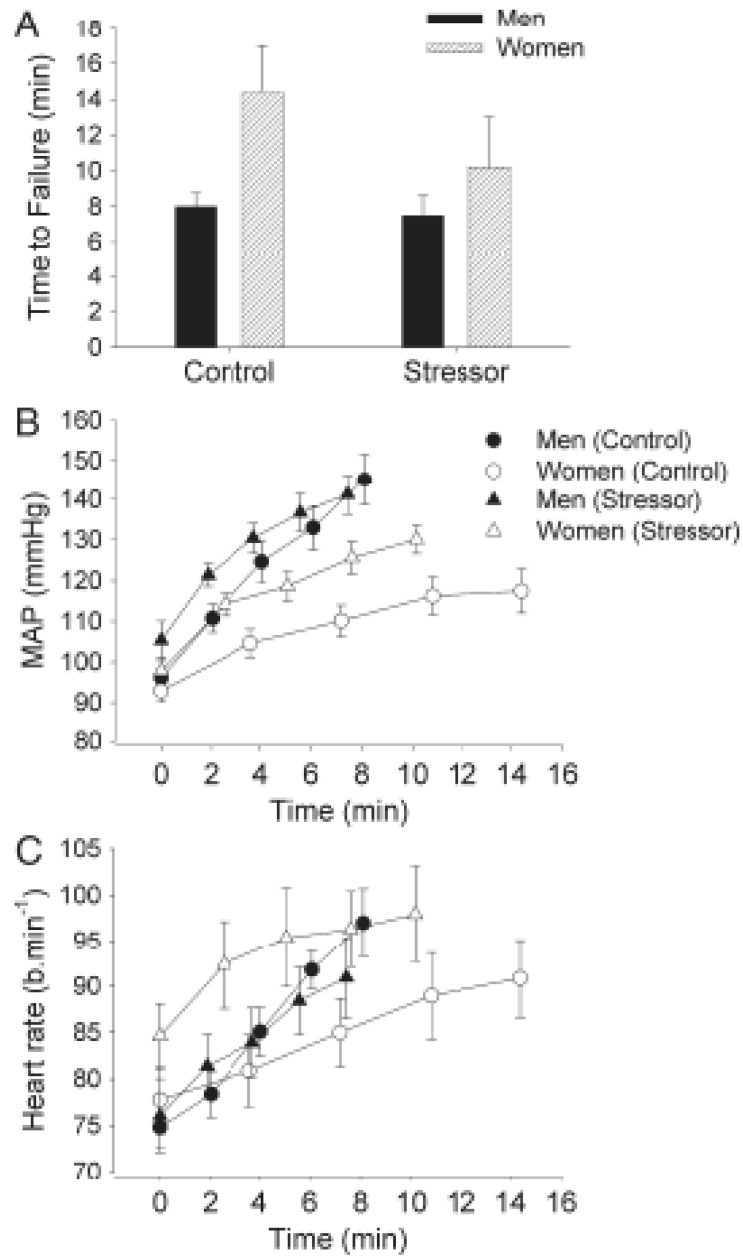 A
Men
Women
18
16
14
12
10
8
6
4
2
0
Time to Failure (min)
Control
Stressor
B
160
150
140
130
120
110
100
90
80
MAP (mmHg)
Men (Control)
Women (Control)
Men (Stressor)
Women (Stressor)
0 2 4 6 8 10 12 14 16
Time (min)
C
105
100
95
90
85
80
75
70
Heart rate (b.min⁻¹)
0 2 4 6 8 10 12 14 16
Time (min)